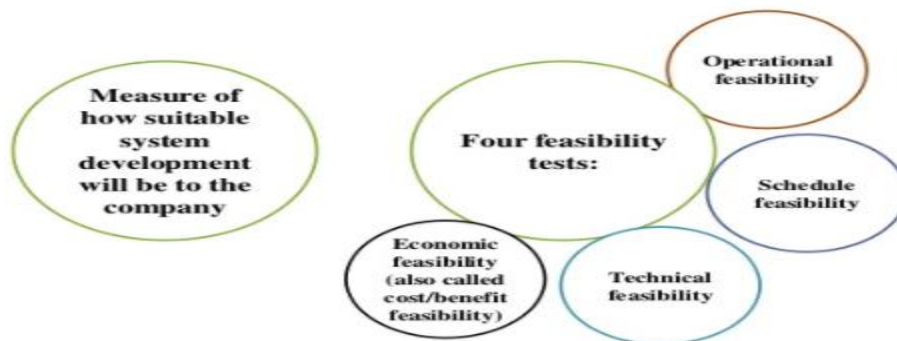 Measure of
how suitable
system
development
will be to the
company
Four feasibility
tests:
Operational
feasibility
Schedule
feasibility
Technical
feasibility
Economic
feasibility
(also called
cost/benefit
feasibility)